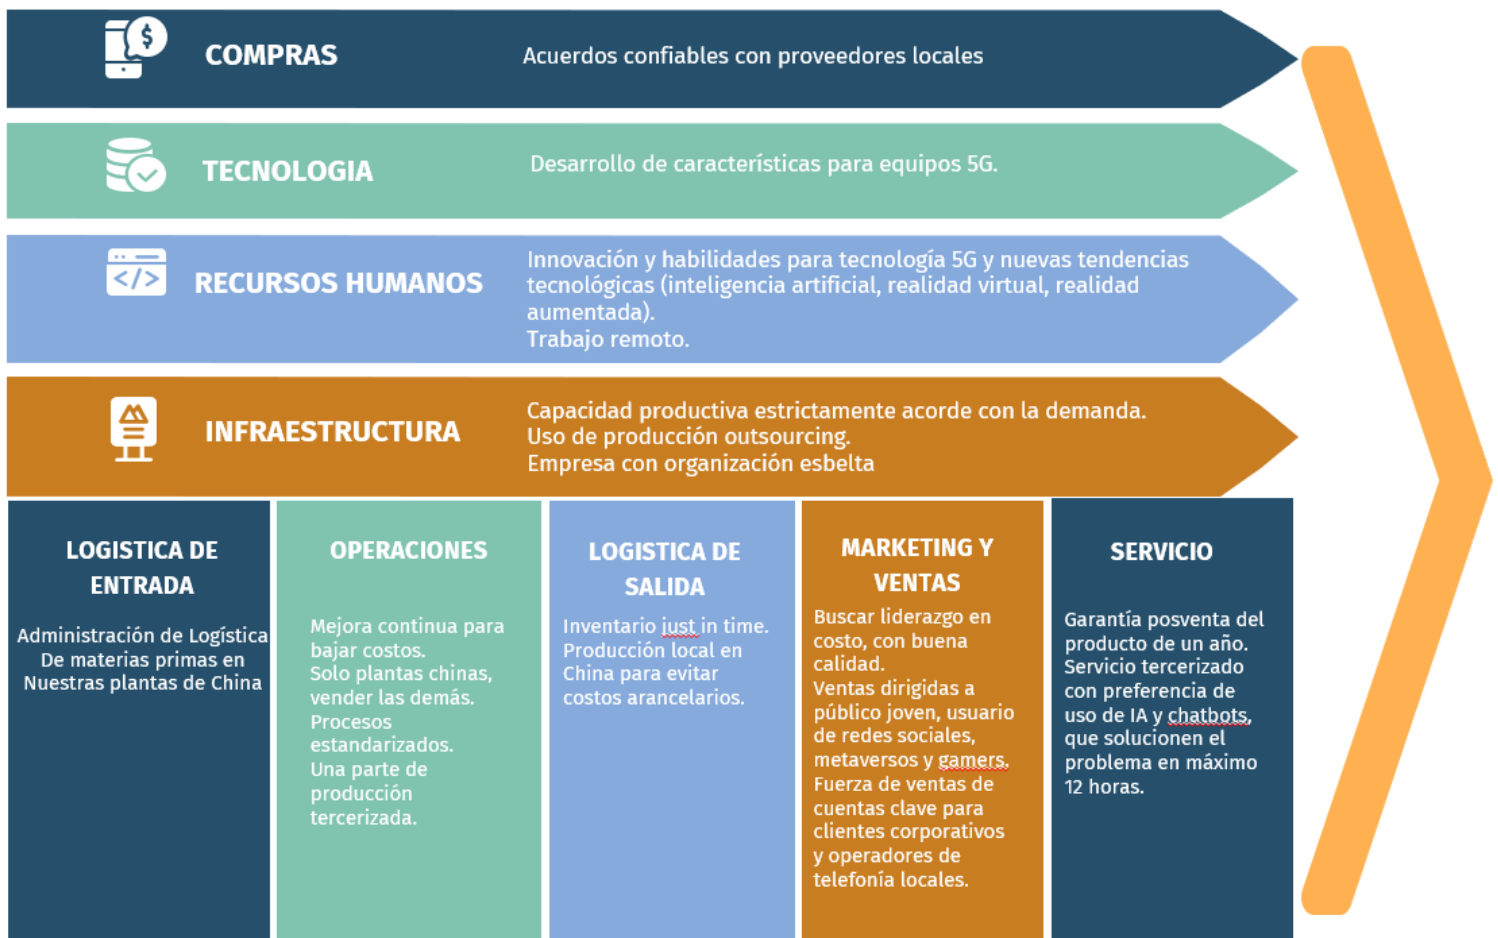 $
COMPRAS
Acuerdos confiables con proveedores locales
TECNOLOGIA
Desarrollo de características para equipos 5G.
</>
RECURSOS HUMANOS
Innovación y habilidades para tecnología 5G y nuevas tendencias
tecnológicas (inteligencia artificial, realidad virtual, realidad
aumentada).
Trabajo remoto.
INFRAESTRUCTURA
Capacidad productiva estrictamente acorde con la demanda.
Uso de producción outsourcing.
Empresa con organización esbelta
LOGISTICA DE
ENTRADA
Administración de Logística
De materias primas en
Nuestras plantas de China
OPERACIONES
Mejora continua para
bajar costos.
Solo plantas chinas,
vender las demás.
Procesos
estandarizados.
Una parte de
producción
tercerizada.
LOGISTICA DE
SALIDA
Inventario just in time.
Producción local en
China para evitar
costos arancelarios.
MARKETING Y
VENTAS
Buscar liderazgo en
costo, con buena
calidad.
Ventas dirigidas a
público joven, usuario
de redes sociales,
metaversos y gamers.
Fuerza de ventas de
cuentas clave para
clientes corporativos
y operadores de
telefonía locales.
SERVICIO
Garantía posventa del
producto de un año.
Servicio tercerizado
con preferencia de
uso de IA y chatbots,
que solucionen el
problema en máximo
12 horas.